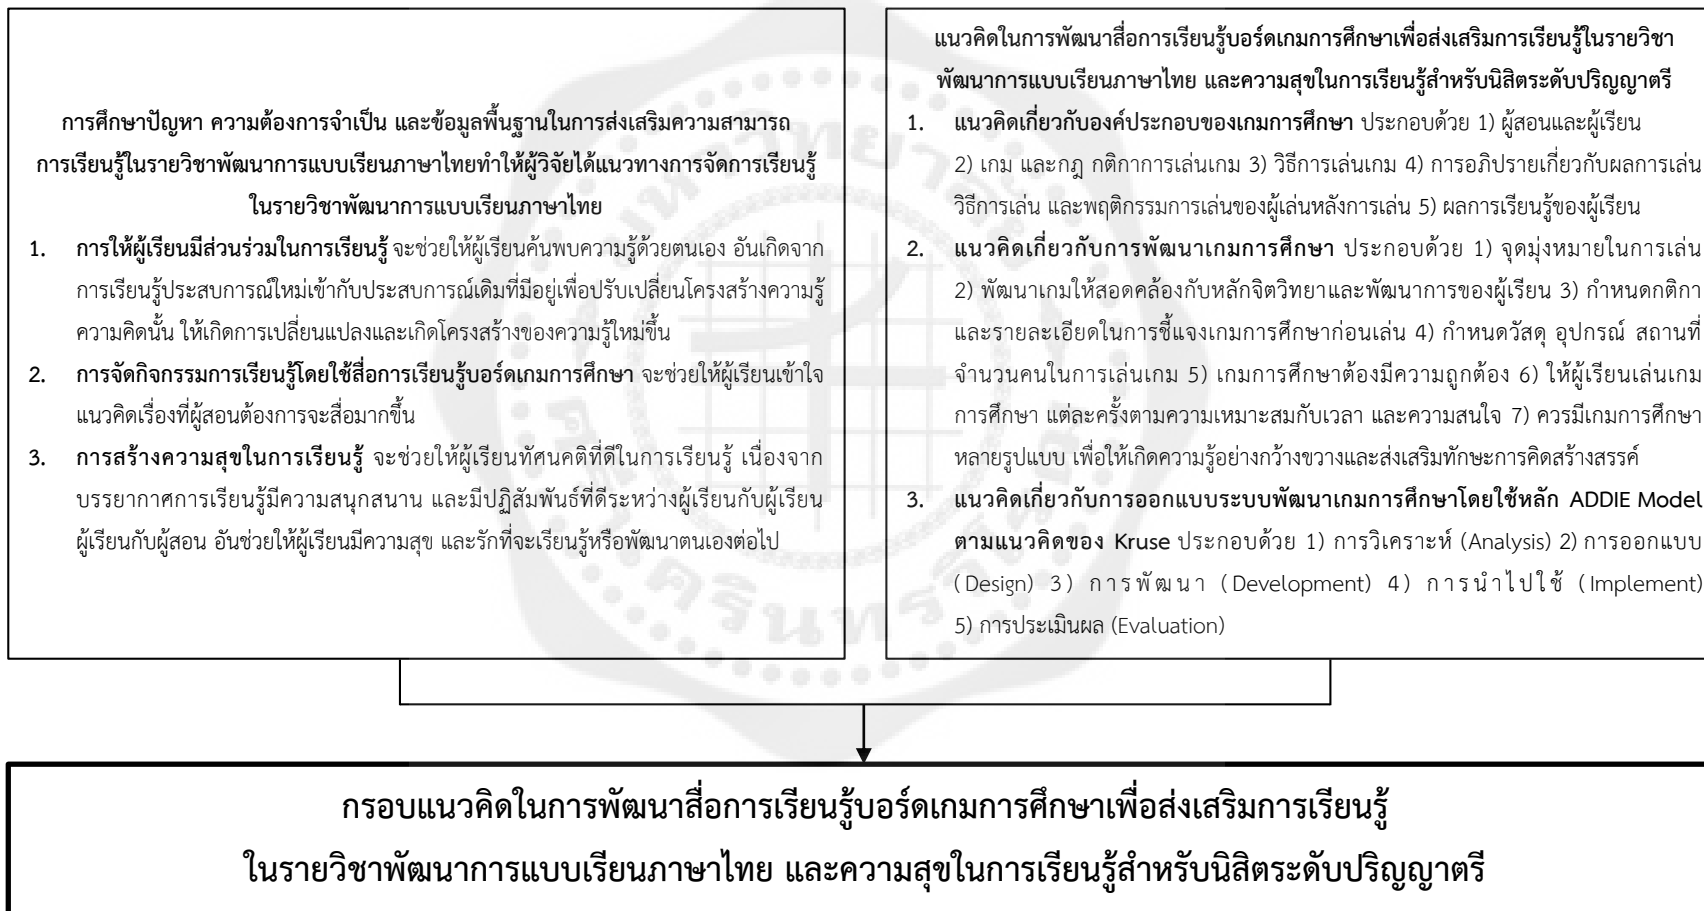 การศึกษาปัญหา ความต้องการจำเป็น และข้อมูลพื้นฐานในการส่งเสริมความสามารถ
การเรียนรู้ในรายวิชาพัฒนาการแบบเรียนภาษาไทยทำให้ผู้วิจัยได้แนวทางการจัดการเรียนรู้
ในรายวิชาพัฒนาการแบบเรียนภาษาไทย
1. การให้ผู้เรียนมีส่วนร่วมในการเรียนรู้ จะช่วยให้ผู้เรียนค้นพบความรู้ด้วยตนเอง อันเกิดจาก
การเรียนรู้ประสบการณ์ใหม่เข้ากับประสบการณ์เดิมที่มีอยู่เพื่อปรับเปลี่ยนโครงสร้างความรู้
ความคิดนั้น ให้เกิดการเปลี่ยนแปลงและเกิดโครงสร้างของความรู้ใหม่ขึ้น
2. การจัดกิจกรรมการเรียนรู้โดยใช้สื่อการเรียนรู้บอร์ดเกมการศึกษา จะช่วยให้ผู้เรียนเข้าใจ
แนวคิดเรื่องที่ผู้สอนต้องการจะสื่อมากขึ้น
3. การสร้างความสุขในการเรียนรู้ จะช่วยให้ผู้เรียนทัศนคติที่ดีในการเรียนรู้ เนื่องจาก
บรรยากาศการเรียนรู้มีความสนุกสนาน และมีปฏิสัมพันธ์ที่ดีระหว่างผู้เรียนกับผู้เรียน
ผู้เรียนกับผู้สอน อันช่วยให้ผู้เรียนมีความสุข และรักที่จะเรียนรู้หรือพัฒนาตนเองต่อไป
แนวคิดในการพัฒนาสื่อการเรียนรู้บอร์ดเกมการศึกษาเพื่อส่งเสริมการเรียนรู้ในรายวิชา
พัฒนาการแบบเรียนภาษาไทย และความสุขในการเรียนรู้สำหรับนิสิตระดับปริญญาตรี
1. แนวคิดเกี่ยวกับองค์ประกอบของเกมการศึกษา ประกอบด้วย 1) ผู้สอนและผู้เรียน
2) เกม และกฎ กติกาการเล่นเกม 3) วิธีการเล่นเกม 4) การอภิปรายเกี่ยวกับผลการเล่น
วิธีการเล่น และพฤติกรรมการเล่นของผู้เล่นหลังการเล่น 5) ผลการเรียนรู้ของผู้เรียน
2. แนวคิดเกี่ยวกับการพัฒนาเกมการศึกษา ประกอบด้วย 1) จุดมุ่งหมายในการเล่น
2) พัฒนาเกมให้สอดคล้องกับหลักจิตวิทยาและพัฒนาการของผู้เรียน 3) กำหนดกติกา
และรายละเอียดในการชี้แจงเกมการศึกษาก่อนเล่น 4) กำหนดวัสดุ อุปกรณ์ สถานที่
จำนวนคนในการเล่นเกม 5) เกมการศึกษาต้องมีความถูกต้อง 6) ให้ผู้เรียนเล่นเกม
การศึกษา แต่ละครั้งตามความเหมาะสมกับเวลา และความสนใจ 7) ควรมีเกมการศึกษา
หลายรูปแบบ เพื่อให้เกิดความรู้อย่างกว้างขวางและส่งเสริมทักษะการคิดสร้างสรรค์
3. แนวคิดเกี่ยวกับการออกแบบระบบพัฒนาเกมการศึกษาโดยใช้หลัก ADDIE Model
ตามแนวคิดของ Kruse ประกอบด้วย 1) การวิเคราะห์ (Analysis) 2) การออกแบบ
(Design) 3) การพัฒนา (Development) 4) การนำไปใช้ (Implement)
5) การประเมินผล (Evaluation)
กรอบแนวคิดในการพัฒนาสื่อการเรียนรู้บอร์ดเกมการศึกษาเพื่อส่งเสริมการเรียนรู้
ในรายวิชาพัฒนาการแบบเรียนภาษาไทย และความสุขในการเรียนรู้สำหรับนิสิตระดับปริญญาตรี